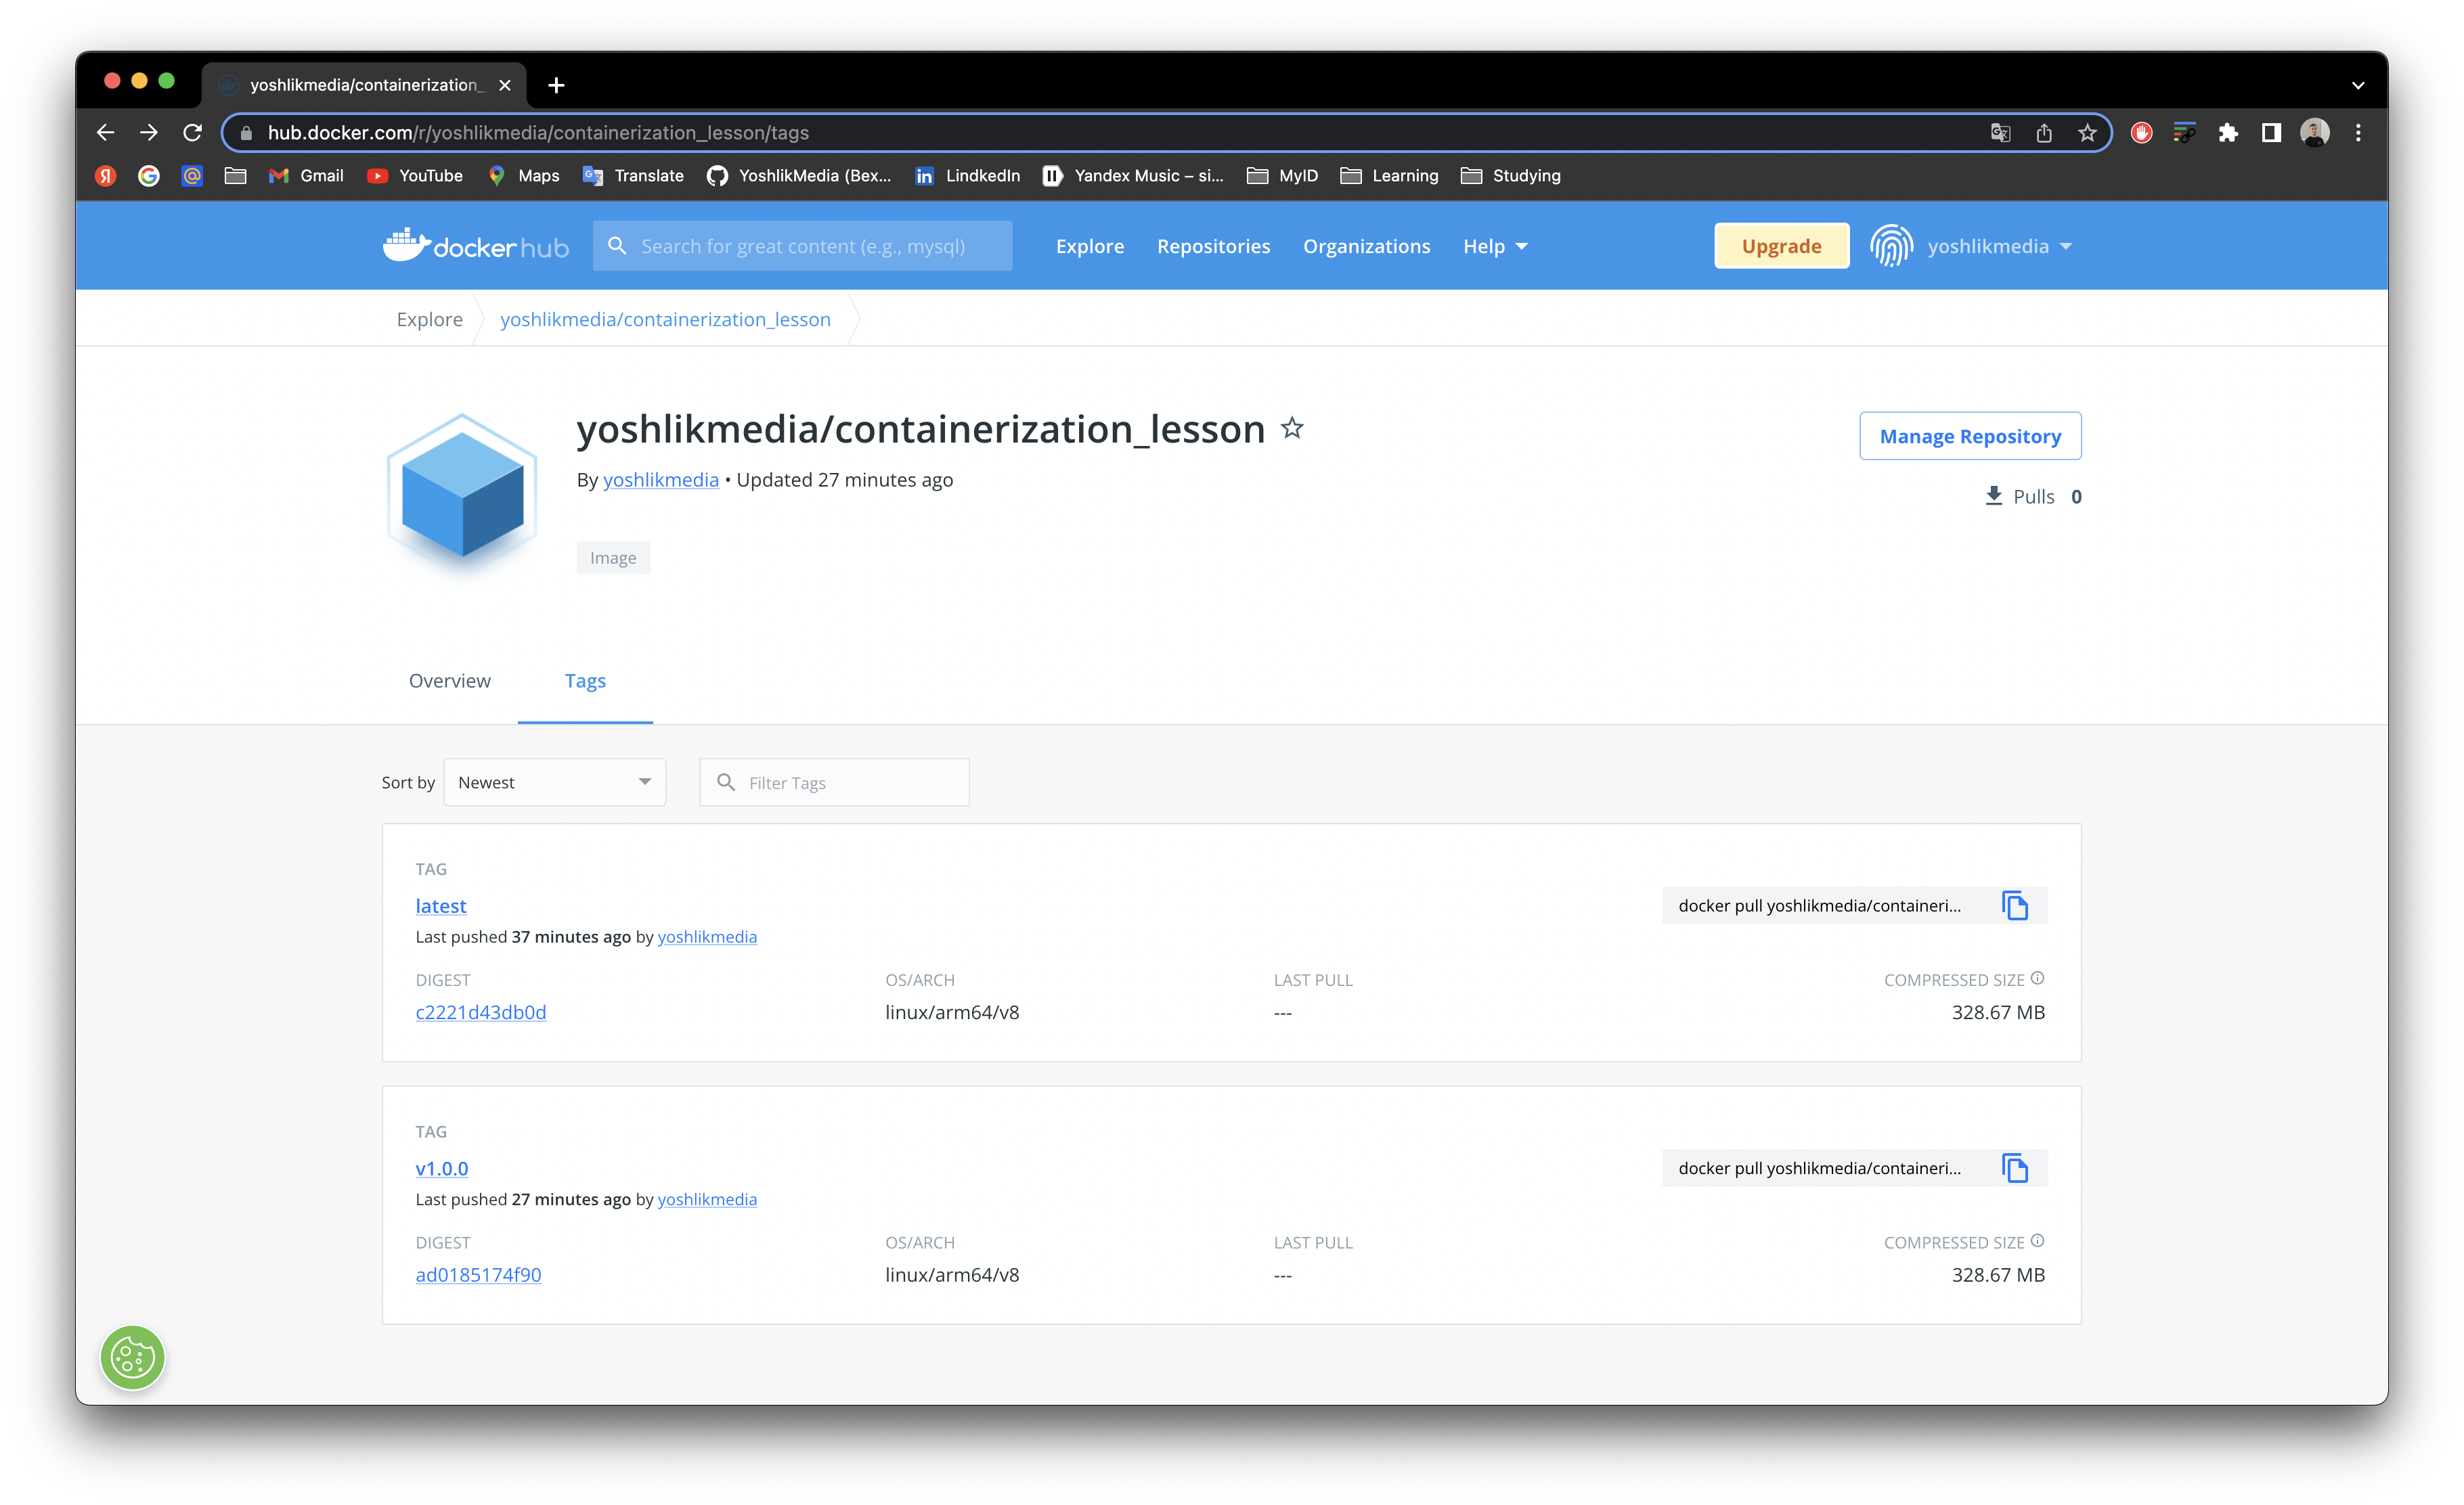 yoshlikmedia/containerization_
hub.docker.com/r/yoshlikmedia/containerization_lesson/tags
Gmail YouTube Maps Translate YoshlikMedia (Bex... LindkedIn Yandex Music – si... MyID Learning Studying
docker hub Search for great content (e.g., mysql) Explore Repositories Organizations Help Upgrade yoshlikmedia
Explore yoshlikmedia/containerization_lesson
yoshlikmedia/containerization_lesson
Manage Repository
By yoshlikmedia • Updated 27 minutes ago
Pulls 0
Image
Overview Tags
Sort by Newest Filter Tags
TAG
latest
docker pull yoshlikmedia/containeri...
Last pushed 37 minutes ago by yoshlikmedia
DIGEST OS/ARCH LAST PULL COMPRESSED SIZE
c2221d43db0d linux/arm64/v8 --- 328.67 MB
TAG
v1.0.0
docker pull yoshlikmedia/containeri...
Last pushed 27 minutes ago by yoshlikmedia
DIGEST OS/ARCH LAST PULL COMPRESSED SIZE
ad0185174f90 linux/arm64/v8 --- 328.67 MB